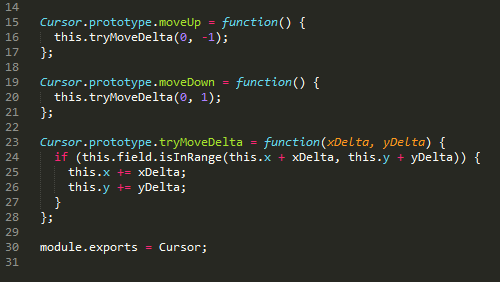 14
15 Cursor.prototype.moveUp = function() {
16   this.tryMoveDelta(0, -1);
17 };
18
19 Cursor.prototype.moveDown = function() {
20   this.tryMoveDelta(0, 1);
21 };
22
23 Cursor.prototype.tryMoveDelta = function(xDelta, yDelta) {
24   if (this.field.isInRange(this.x + xDelta, this.y + yDelta)) {
25     this.x += xDelta;
26     this.y += yDelta;
27   }
28 };
29
30 module.exports = Cursor;
31